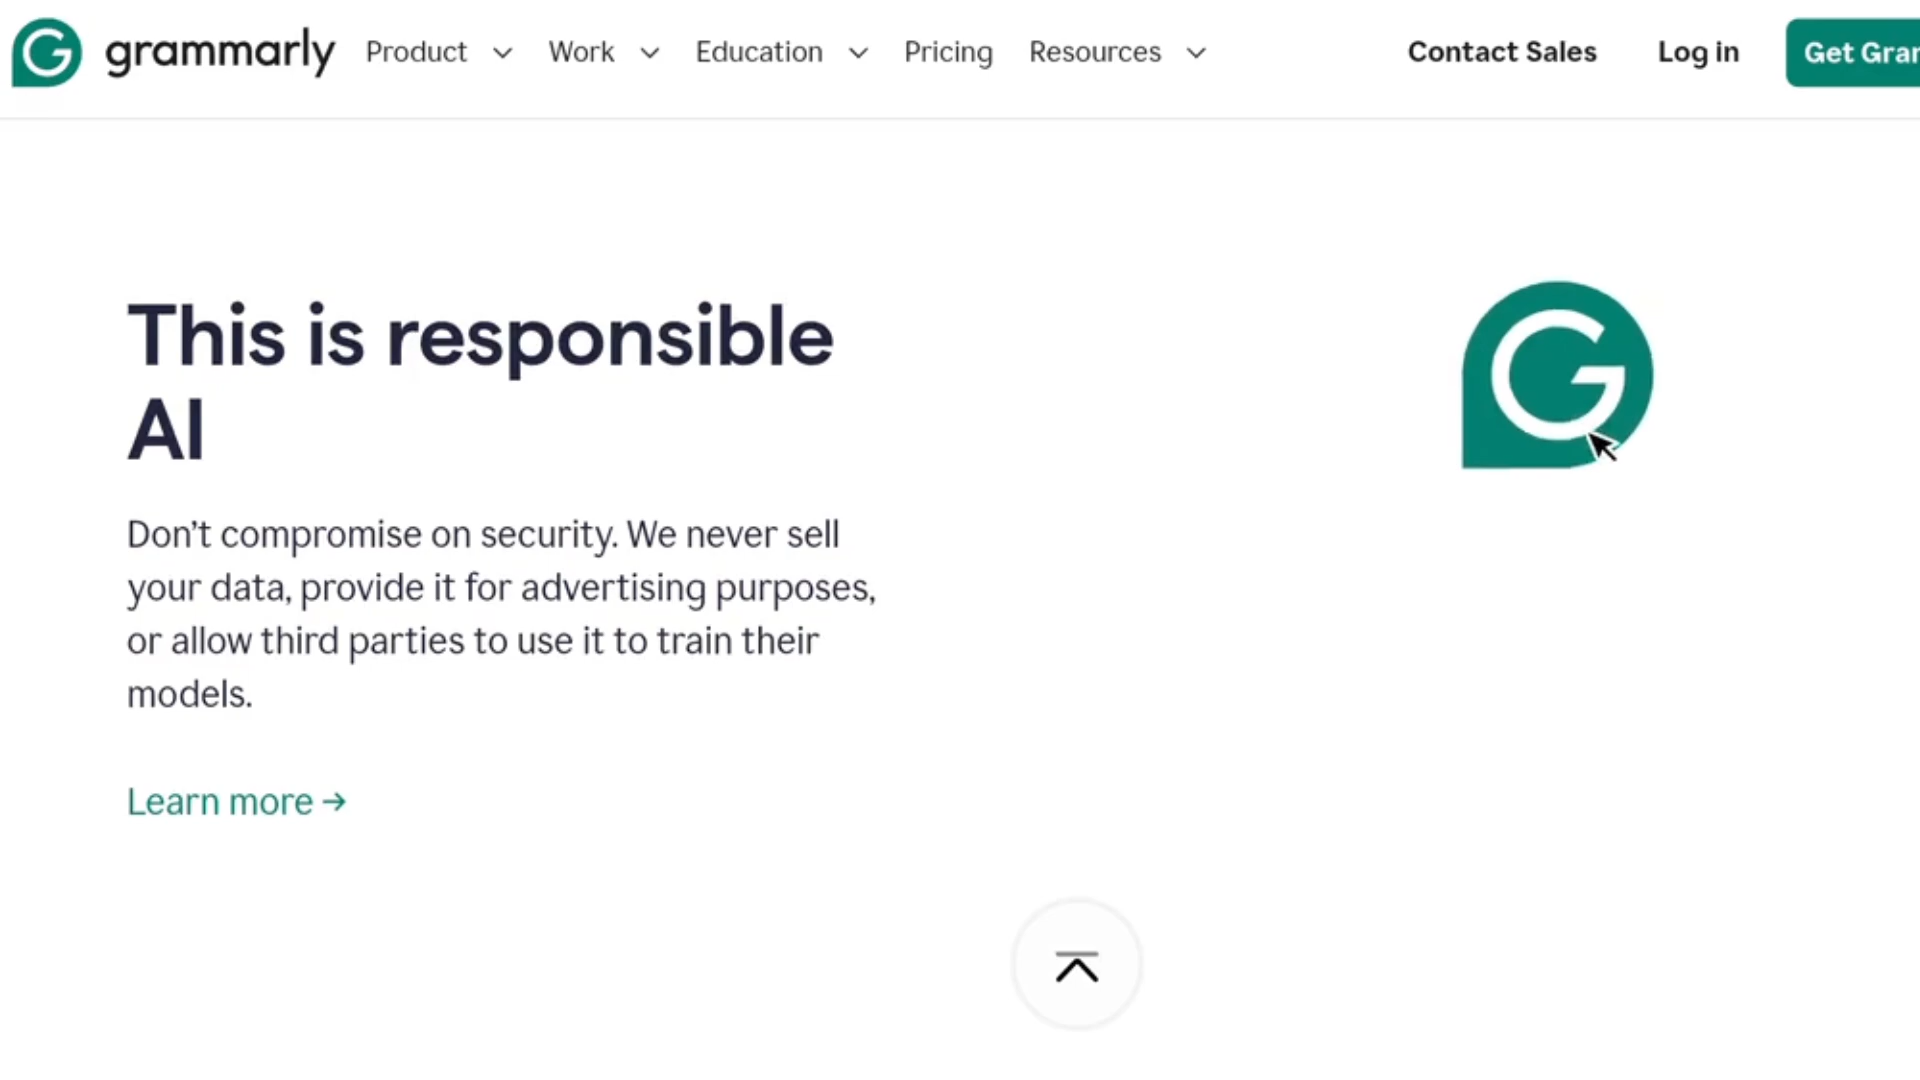 grammarly Product Work Education Pricing Resources Contact Sales Log in Get Gram
This is responsible
AI
Don't compromise on security. We never sell
your data, provide it for advertising purposes,
or allow third parties to use it to train their
models.
Learn more →